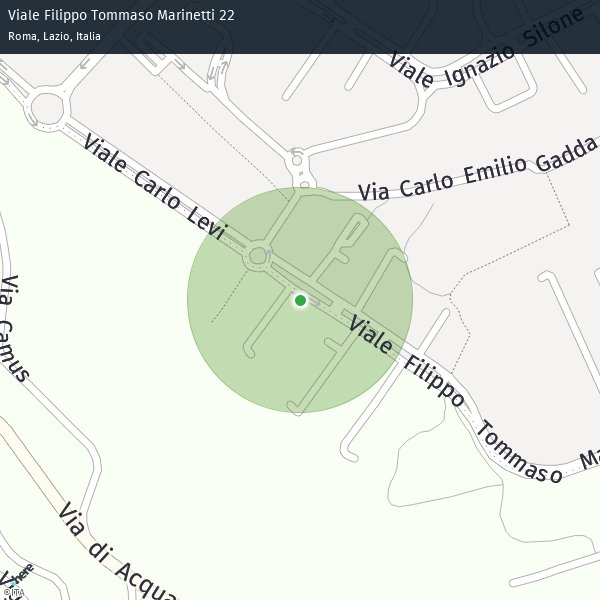 Viale Filippo Tommaso Marinetti 22
Roma, Lazio, Italia
Viale Ignazio Silone
Viale Carlo Levi
Via Carlo Emilio Gadda
Via Camus
Viale Filippo Tommaso Ma
Via di Acqua
here